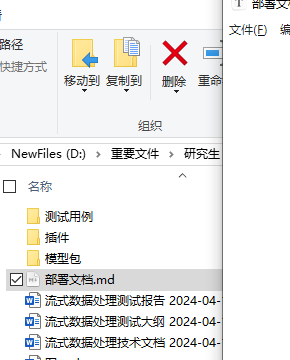 部署文
文件(F) 编
路径
快捷方式
移动到 复制到 删除 重命
组织
NewFiles (D:) 重要文件 研究生
名称
测试用例
插件
模型包
部署文档.md
流式数据处理测试报告 2024-04-
流式数据处理测试大纲 2024-04-
流式数据处理技术文档 2024-04-